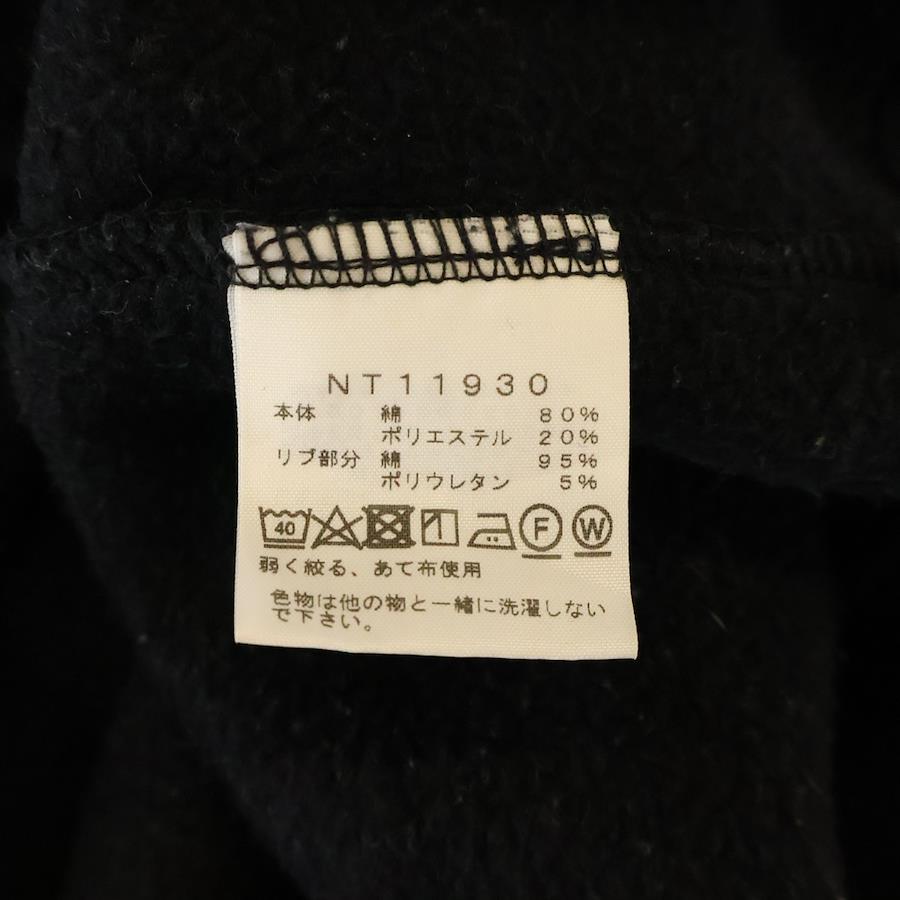 NT11930
本体 綿 80%
ポリエステル 20%
リブ部分 綿 95%
ポリウレタン 5%
40 F W
弱く絞る、あて布使用
色物は他の物と一緒に洗濯しない
で下さい。